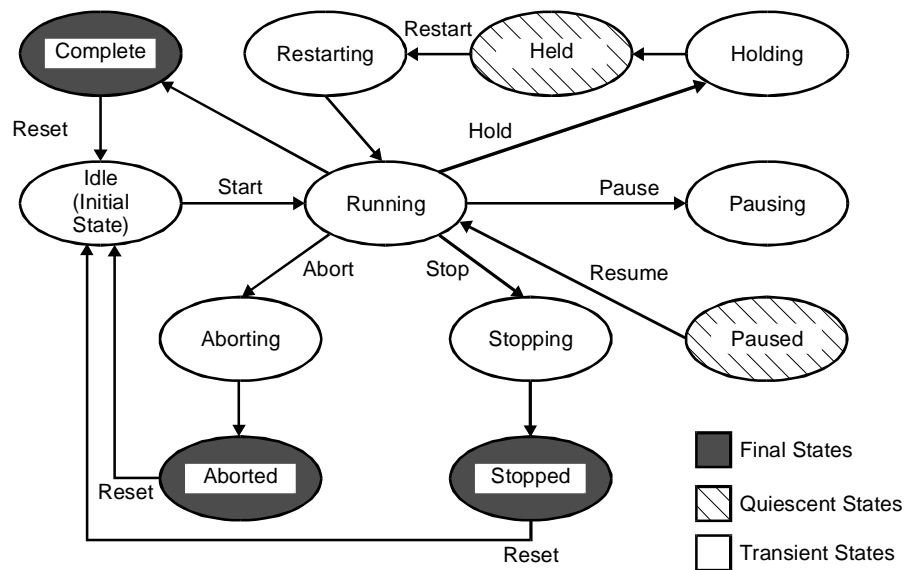 Complete
Restarting
Restart
Held
Holding
Reset
Hold
Idle
(Initial
State)
Start
Running
Pause
Pausing
Abort
Stop
Resume
Aborting
Stopping
Paused
Final States
Aborted
Stopped
Reset
Quiescent States
Reset
Transient States